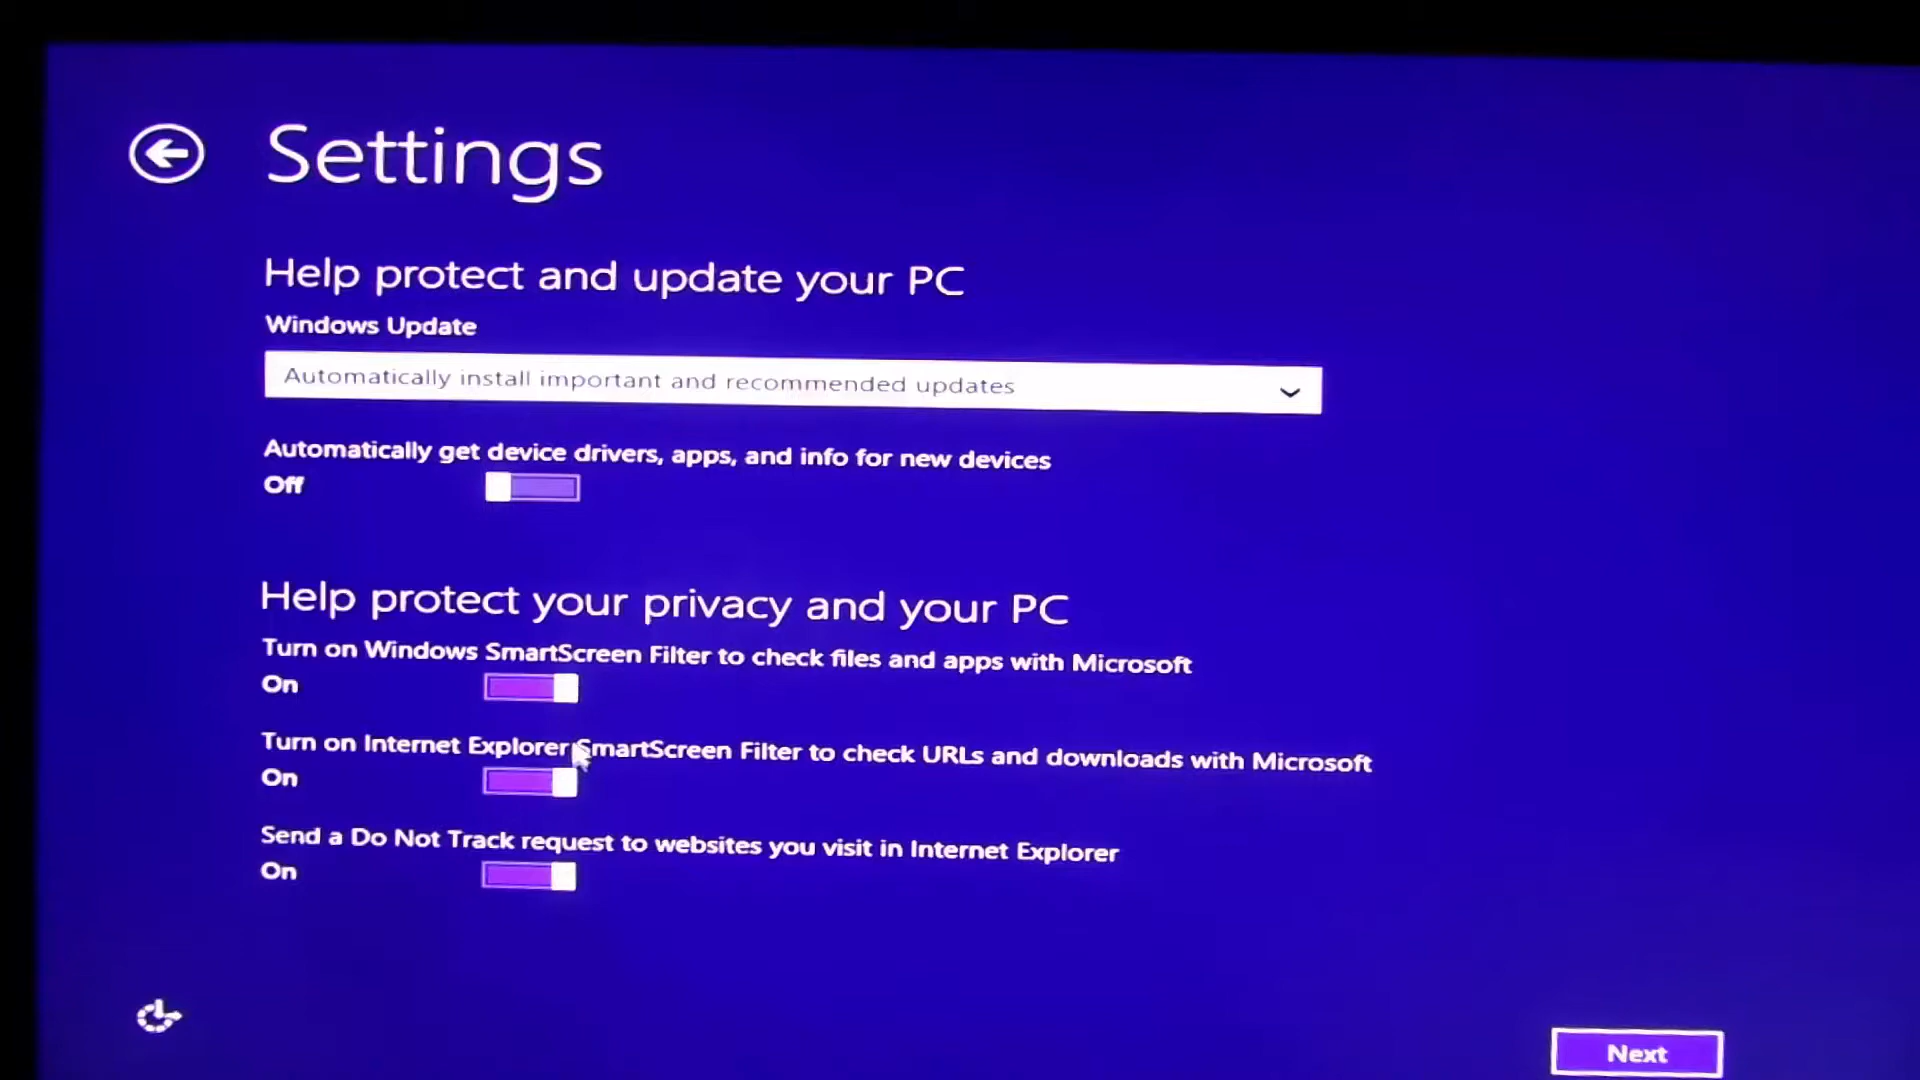 Settings
Help protect and update your PC
Windows Update
Automatically install important and recommended updates
Automatically get device drivers, apps, and info for new devices
Off
Help protect your privacy and your PC
Turn on Windows SmartScreen Filter to check files and apps with Microsoft
On
Turn on Internet Explorer SmartScreen Filter to check URLs and downloads with Microsoft
On
Send a Do Not Track request to websites you visit in Internet Explorer
On
Next